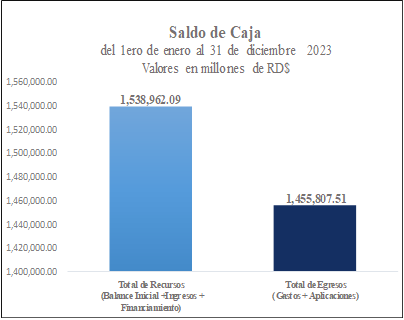 Saldo de Caja
del 1ero de enero al 31 de diciembre 2023
Valores en millones de RD$
1,560,000.00
1,540,000.00
1,520,000.00
1,500,000.00
1,480,000.00
1,460,000.00
1,440,000.00
1,420,000.00
1,400,000.00
1,538,962.09
1,455,807.51
Total de Recursos
(Balance Inicial +Ingresos +
Financiamiento)
Total de Egresos
( Gastos + Aplicaciones)